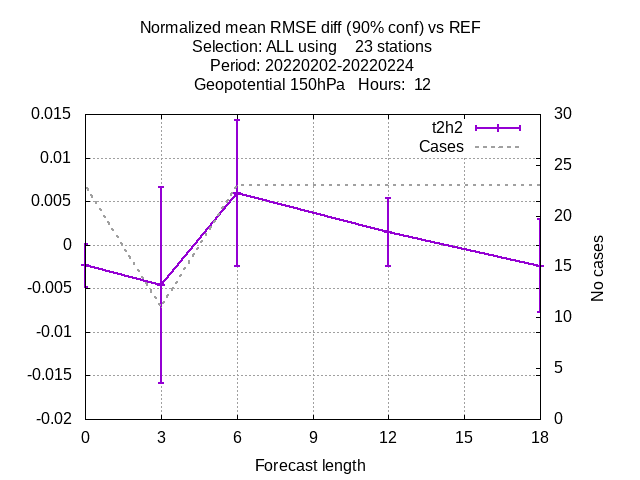 Normalized mean RMSE diff (90% conf) vs REF
Selection: ALL using    23 stations
Period: 20220202-20220224
Geopotential 150hPa   Hours:  12
0.015
0.01
0.005
0
-0.005
-0.01
-0.015
-0.02
t2h2
Cases
30
25
20
15
10
5
0
No cases
0 3 6 9 12 15 18
Forecast length